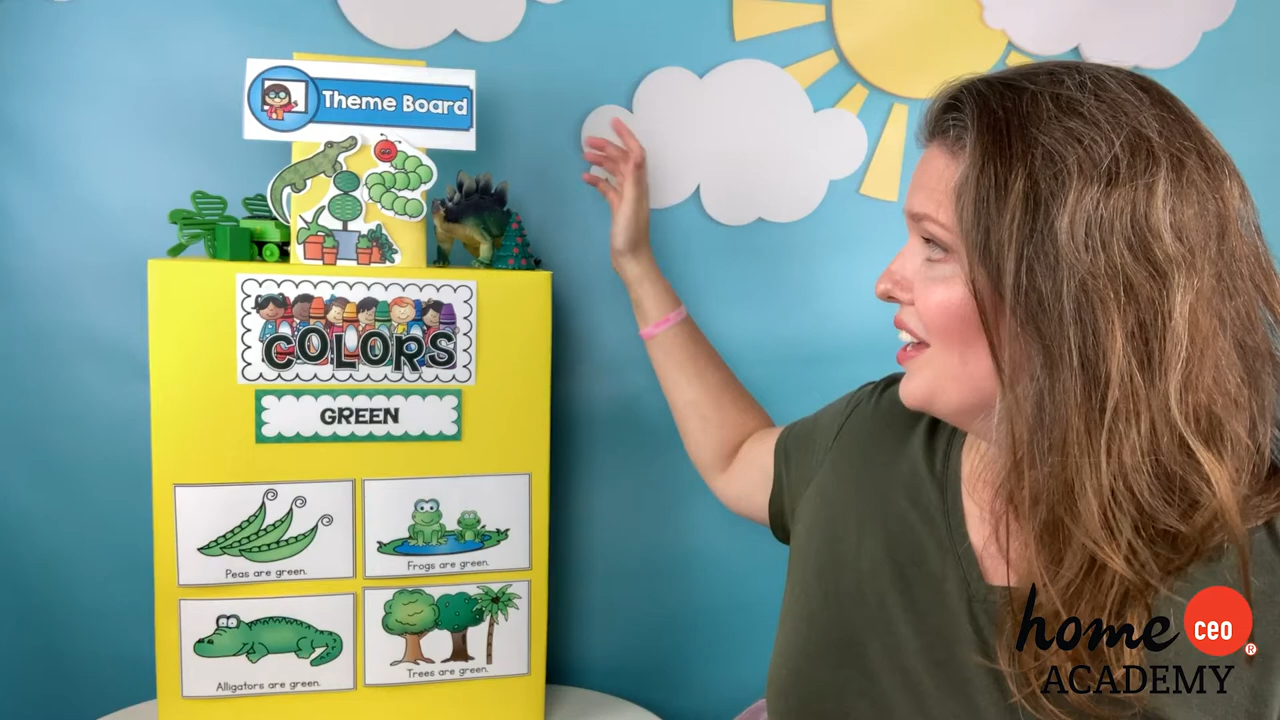 Theme Board
COLORS
GREEN
Peas are green.
Frogs are green.
Alligators are green.
Trees are green.
home ceo ®
ACADEMY